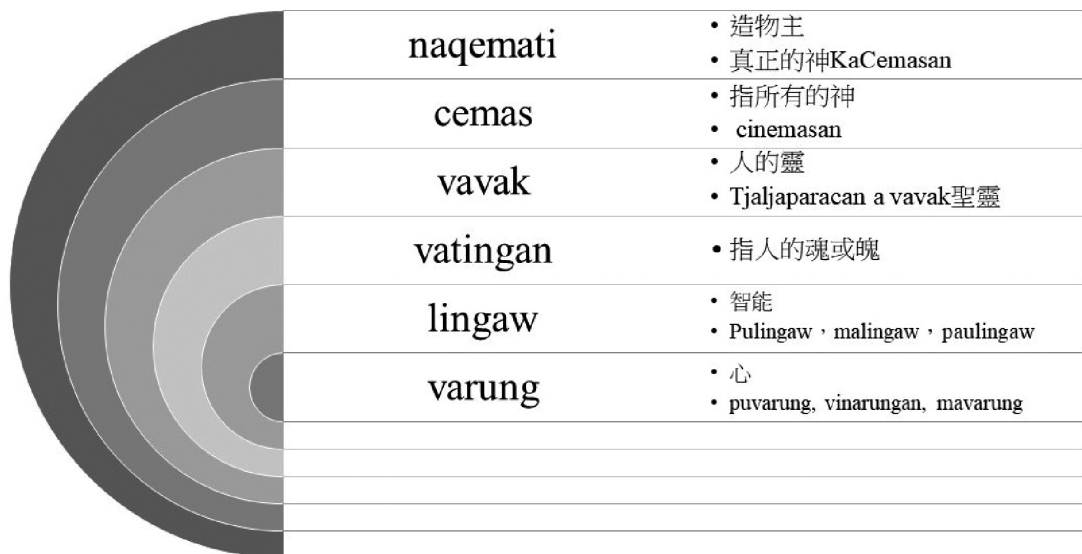 naqemati
• 造物主
• 真正的神KaCemasan
cemas
• 指所有的神
• cinemasan
vavak
• 人的靈
• Tjaljaparacan a vavak聖靈
vatingan
• 指人的魂或魄
lingaw
• 智能
• Pulingaw,malingaw,paulingaw
varung
• 心
• puvarung, vinarungan, mavarung